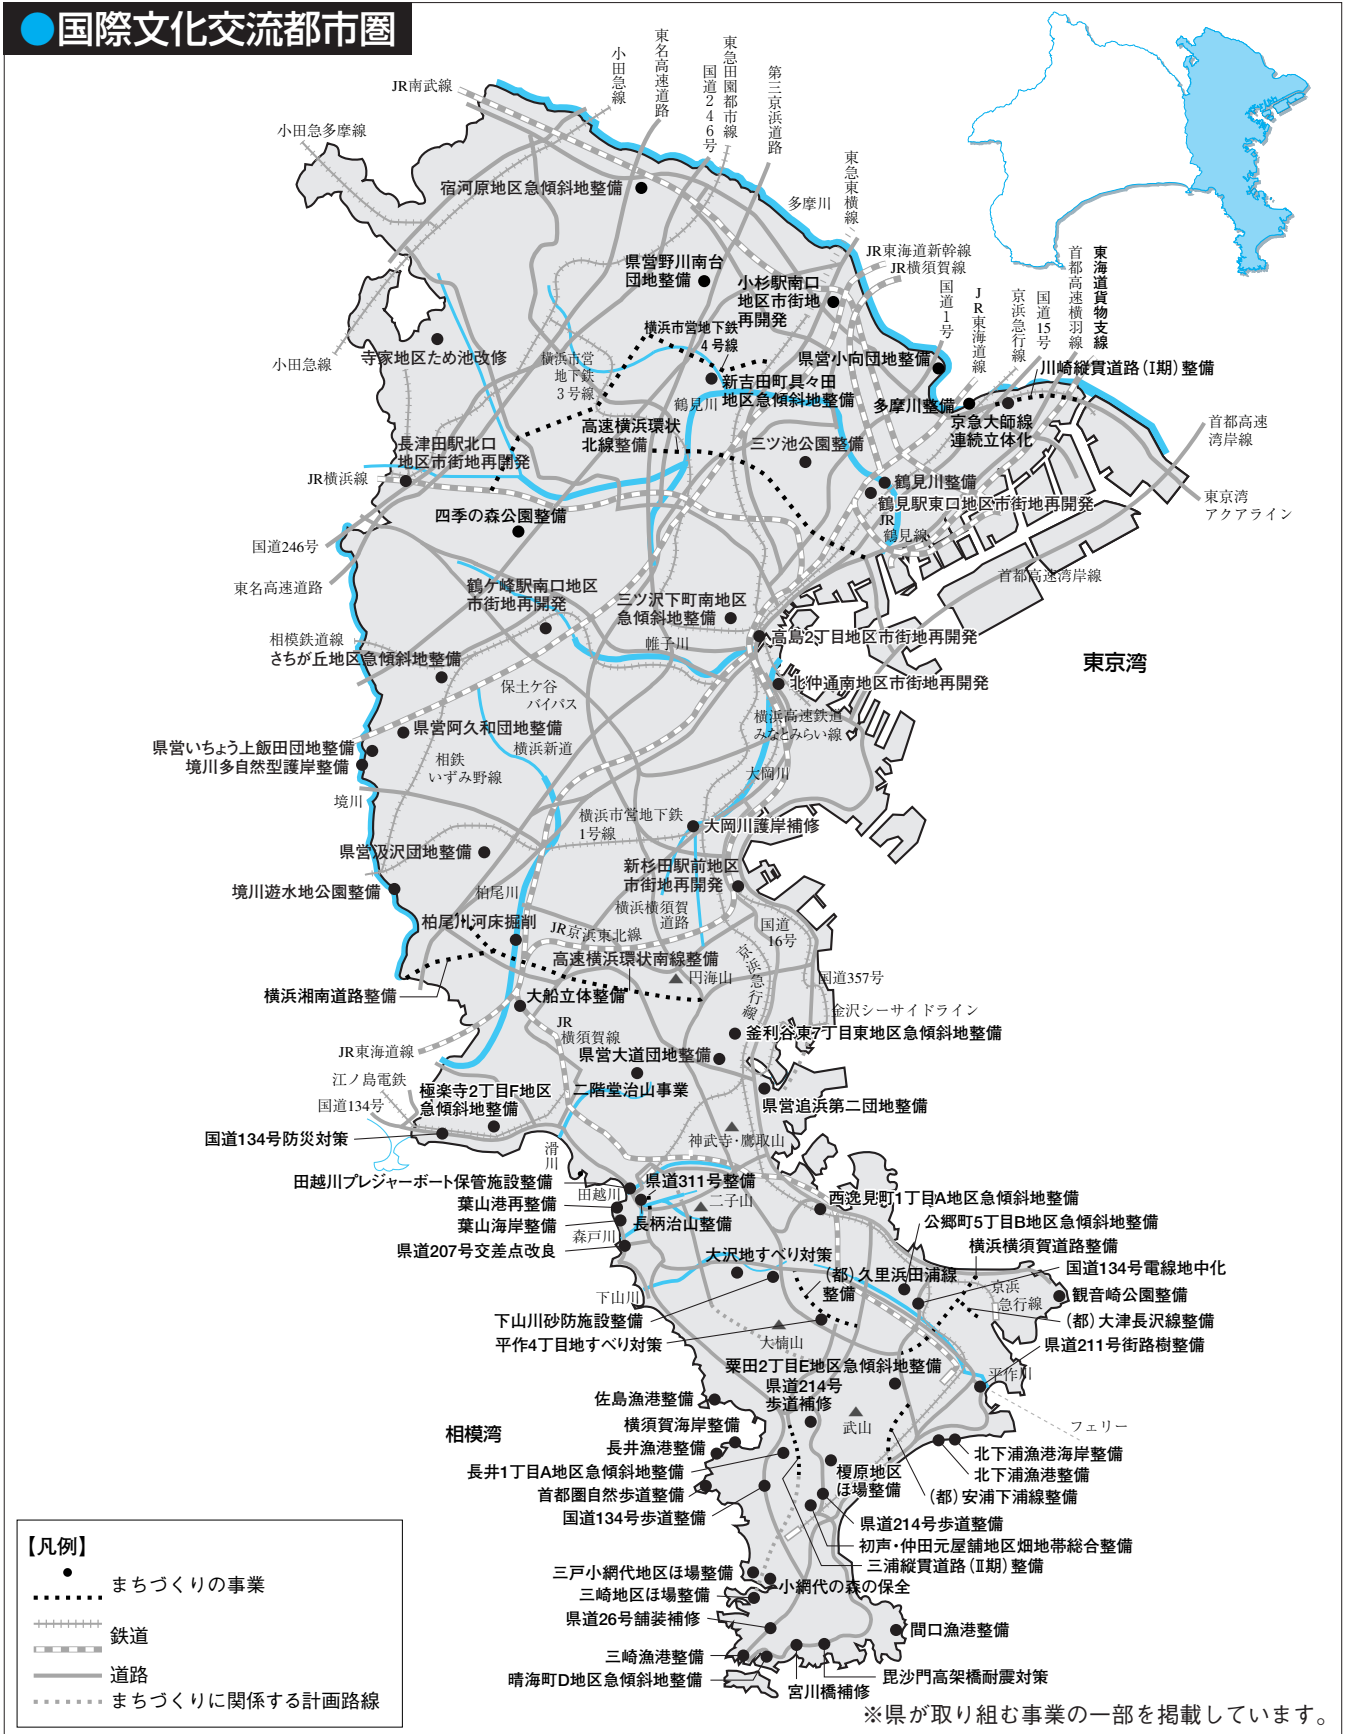 ●国際文化交流都市圏
JR南武線
小田急線
東名高速道路
国道246号
東急田園都市線
第三京浜道路
小田急多摩線
東急東横線
多摩川
宿河原地区急傾斜地整備
JR東海道新幹線
JR横須賀線
国道1号
JR東海道線
京浜急行線
国道15号
首都高速横羽線
東海道貨物支線
県営野川南台
団地整備
小杉駅南口
地区市街地
再開発
横浜市営地下鉄
4号線
小田急線
寺家地区ため池改修
横浜市営
地下鉄
3号線
県営小向団地整備
川崎縦貫道路(Ⅰ期)整備
新吉田町具々田
地区急傾斜地整備
鶴見川
多摩川整備
京急大師線
連続立体化
首都高速
湾岸線
高速横浜環状
北線整備
三ツ池公園整備
長津田駅北口
地区市街地再開発
JR横浜線
鶴見川整備
鶴見駅東口地区市街地再開発
JR
鶴見線
東京湾
アクアライン
四季の森公園整備
国道246号
東名高速道路
首都高速湾岸線
鶴ケ峰駅南口地区
市街地再開発
三ツ沢下町南地区
急傾斜地整備
相模鉄道線
さちが丘地区急傾斜地整備
帷子川
高島2丁目地区市街地再開発
東京湾
保土ケ谷
バイパス
北仲通南地区市街地再開発
県営阿久和団地整備
横浜高速鉄道
みなとみらい線
県営いちょう上飯田団地整備
境川多自然型護岸整備
横浜新道
相鉄
いずみ野線
大岡川
境川
横浜市営地下鉄
1号線
大岡川護岸補修
県営汲沢団地整備
新杉田駅前地区
市街地再開発
境川遊水地公園整備
柏尾川
横浜横須賀
道路
柏尾川河床掘削
JR京浜東北線
国道
16号
高速横浜環状南線整備
京浜急行線
円海山
国道357号
横浜湘南道路整備
大船立体整備
金沢シーサイドライン
JR
横須賀線
釜利谷東7丁目東地区急傾斜地整備
JR東海道線
県営大道団地整備
江ノ島電鉄
極楽寺2丁目F地区
急傾斜地整備
二階堂治山事業
国道134号
県営追浜第二団地整備
国道134号防災対策
神武寺・鷹取山
滑川
田越川プレジャーボート保管施設整備
県道311号整備
西逸見町1丁目A地区急傾斜地整備
田越川
葉山港再整備
二子山
葉山海岸整備
長柄治山整備
公郷町5丁目B地区急傾斜地整備
森戸川
県道207号交差点改良
大沢地すべり対策
横浜横須賀道路整備
国道134号電線地中化
(都)久里浜田浦線
整備
京浜
急行線
観音崎公園整備
下山川
下山川砂防施設整備
(都)大津長沢線整備
平作4丁目地すべり対策
大楠山
県道211号街路樹整備
粟田2丁目E地区急傾斜地整備
県道214号
歩道補修
平作川
佐島漁港整備
武山
フェリー
相模湾
横須賀海岸整備
長井漁港整備
北下浦漁港海岸整備
長井1丁目A地区急傾斜地整備
榎原地区
ほ場整備
北下浦漁港整備
首都圏自然歩道整備
(都)安浦下浦線整備
国道134号歩道整備
県道214号歩道整備
初声・仲田元屋舗地区畑地帯総合整備
三浦縦貫道路(Ⅱ期)整備
三戸小網代地区ほ場整備
小網代の森の保全
三崎地区ほ場整備
県道26号舗装補修
間口漁港整備
三崎漁港整備
毘沙門高架橋耐震対策
晴海町D地区急傾斜地整備
宮川橋補修
【凡例】
まちづくりの事業
鉄道
道路
まちづくりに関係する計画路線
※県が取り組む事業の一部を掲載しています。